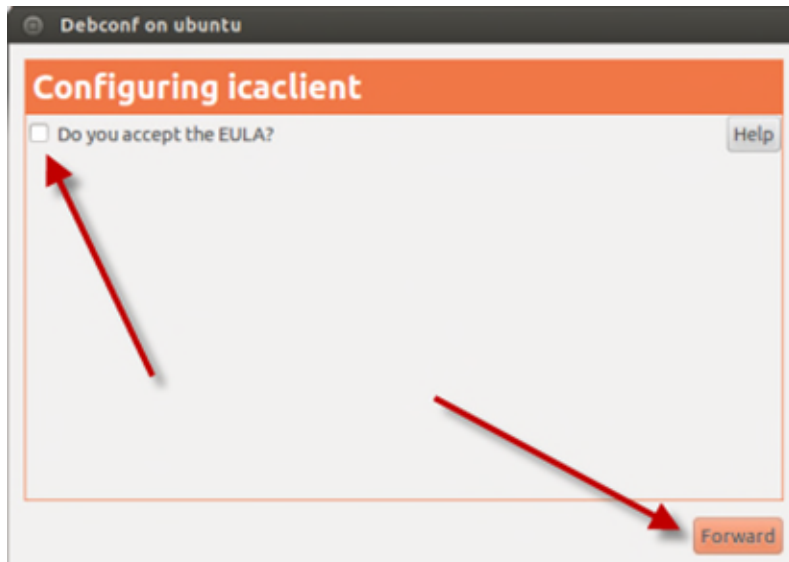 Debconf on ubuntu
Configuring icaclient
Do you accept the EULA?
Help
Forward